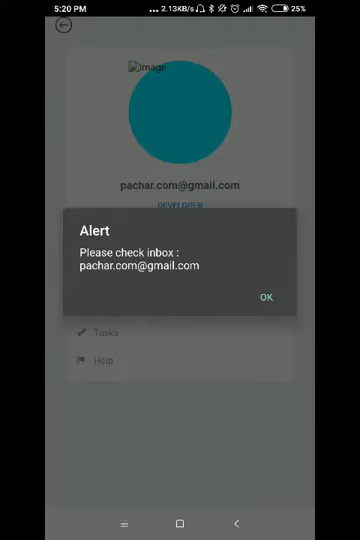 5:20 PM ... 2.13KB/s 25%
image
pachar.com@gmail.com
DEVELOPER
Alert
Please check inbox :
pachar.com@gmail.com
OK
Tasks
Help